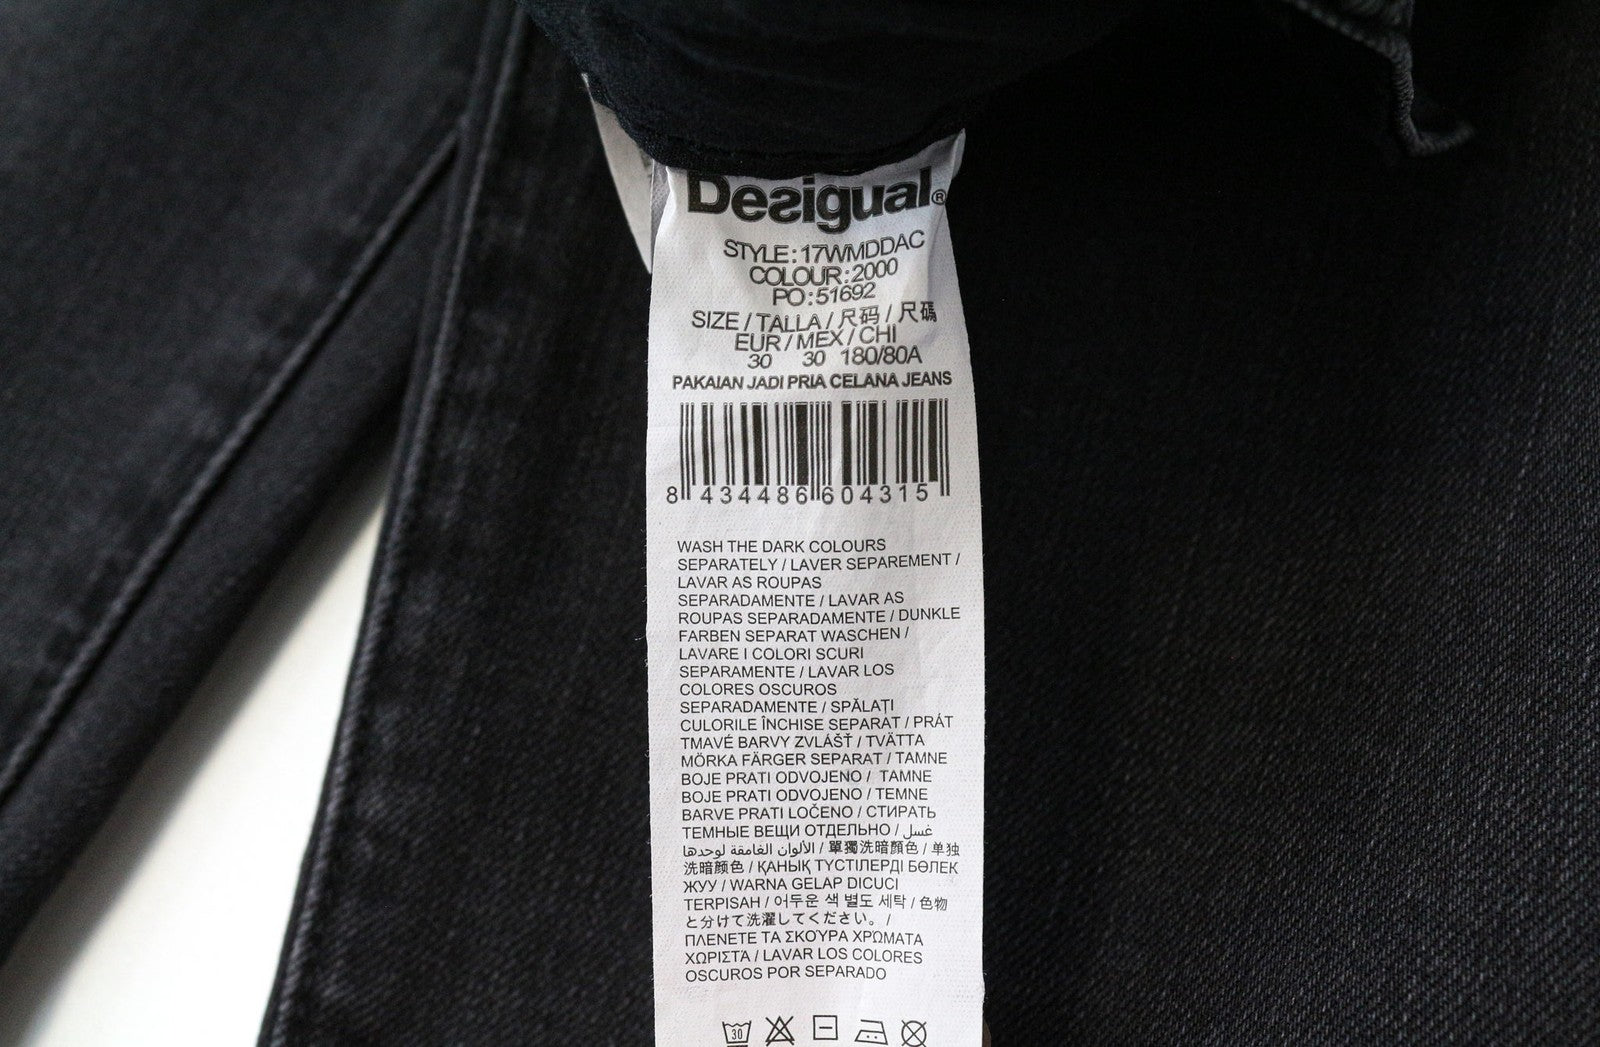 Desigual®
STYLE:17WMDDAC
COLOUR:2000
PO:51692
SIZE / TALLA / 尺码 / 尺碼
EUR / MEX / CHI
30 30 180/80A
PAKAIAN JADI PRIA CELANA JEANS
8 434486 604315
WASH THE DARK COLOURS
SEPARATELY / LAVER SEPAREMENT /
LAVAR AS ROUPAS
SEPARADAMENTE / LAVAR AS
ROUPAS SEPARADAMENTE / DUNKLE
FARBEN SEPARAT WASCHEN /
LAVARE I COLORI SCURI
SEPARAMENTE / LAVAR LOS
COLORES OSCUROS
SEPARADAMENTE / SPĂLAȚI
CULORILE ÎNCHISE SEPARAT / PRÁT
TMAVÉ BARVY ZVLÁŠŤ / TVÄTTA
MÖRKA FÄRGER SEPARAT / TAMNE
BOJE PRATI ODVOJENO / TAMNE
BOJE PRATI ODVOJENO / TEMNE
BARVE PRATI LOČENO / СТИРАТЬ
ТЕМНЫЕ ВЕЩИ ОТДЕЛЬНО / غسل
الألوان الغامقة لوحدها / 單獨洗暗顏色 / 单独
洗暗颜色 / ҚАНЫҚ ТҮСТІЛЕРДІ БӨЛЕК
ЖУУ / WARNA GELAP DICUCI
TERPISAH / 어두운 색 별도 세탁 / 色物
と分けて洗濯してください。 /
ΠΛΕΝΕΤΕ ΤΑ ΣΚΟΥΡΑ ΧΡΏΜΑΤΑ
ΧΩΡΙΣΤΑ / LAVAR LOS COLORES
OSCUROS POR SEPARADO
30